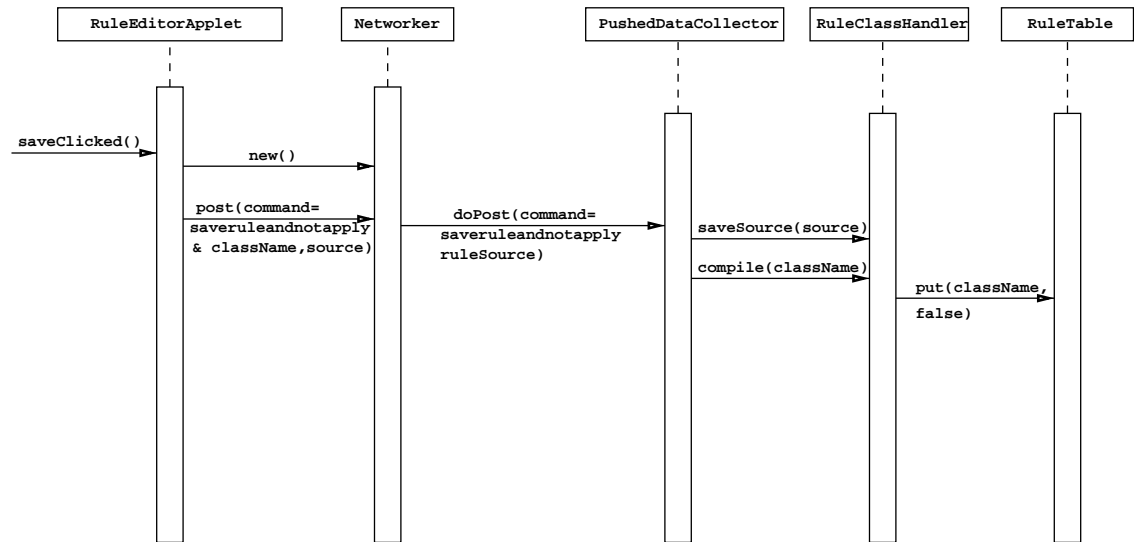 RuleEditorApplet
Networker
PushedDataCollector
RuleClassHandler
RuleTable
saveClicked()
new()
post(command=
saveruleandnotapply
& className,source)
doPost(command=
saveruleandnotapply
ruleSource)
saveSource(source)
compile(className)
put(className,
false)